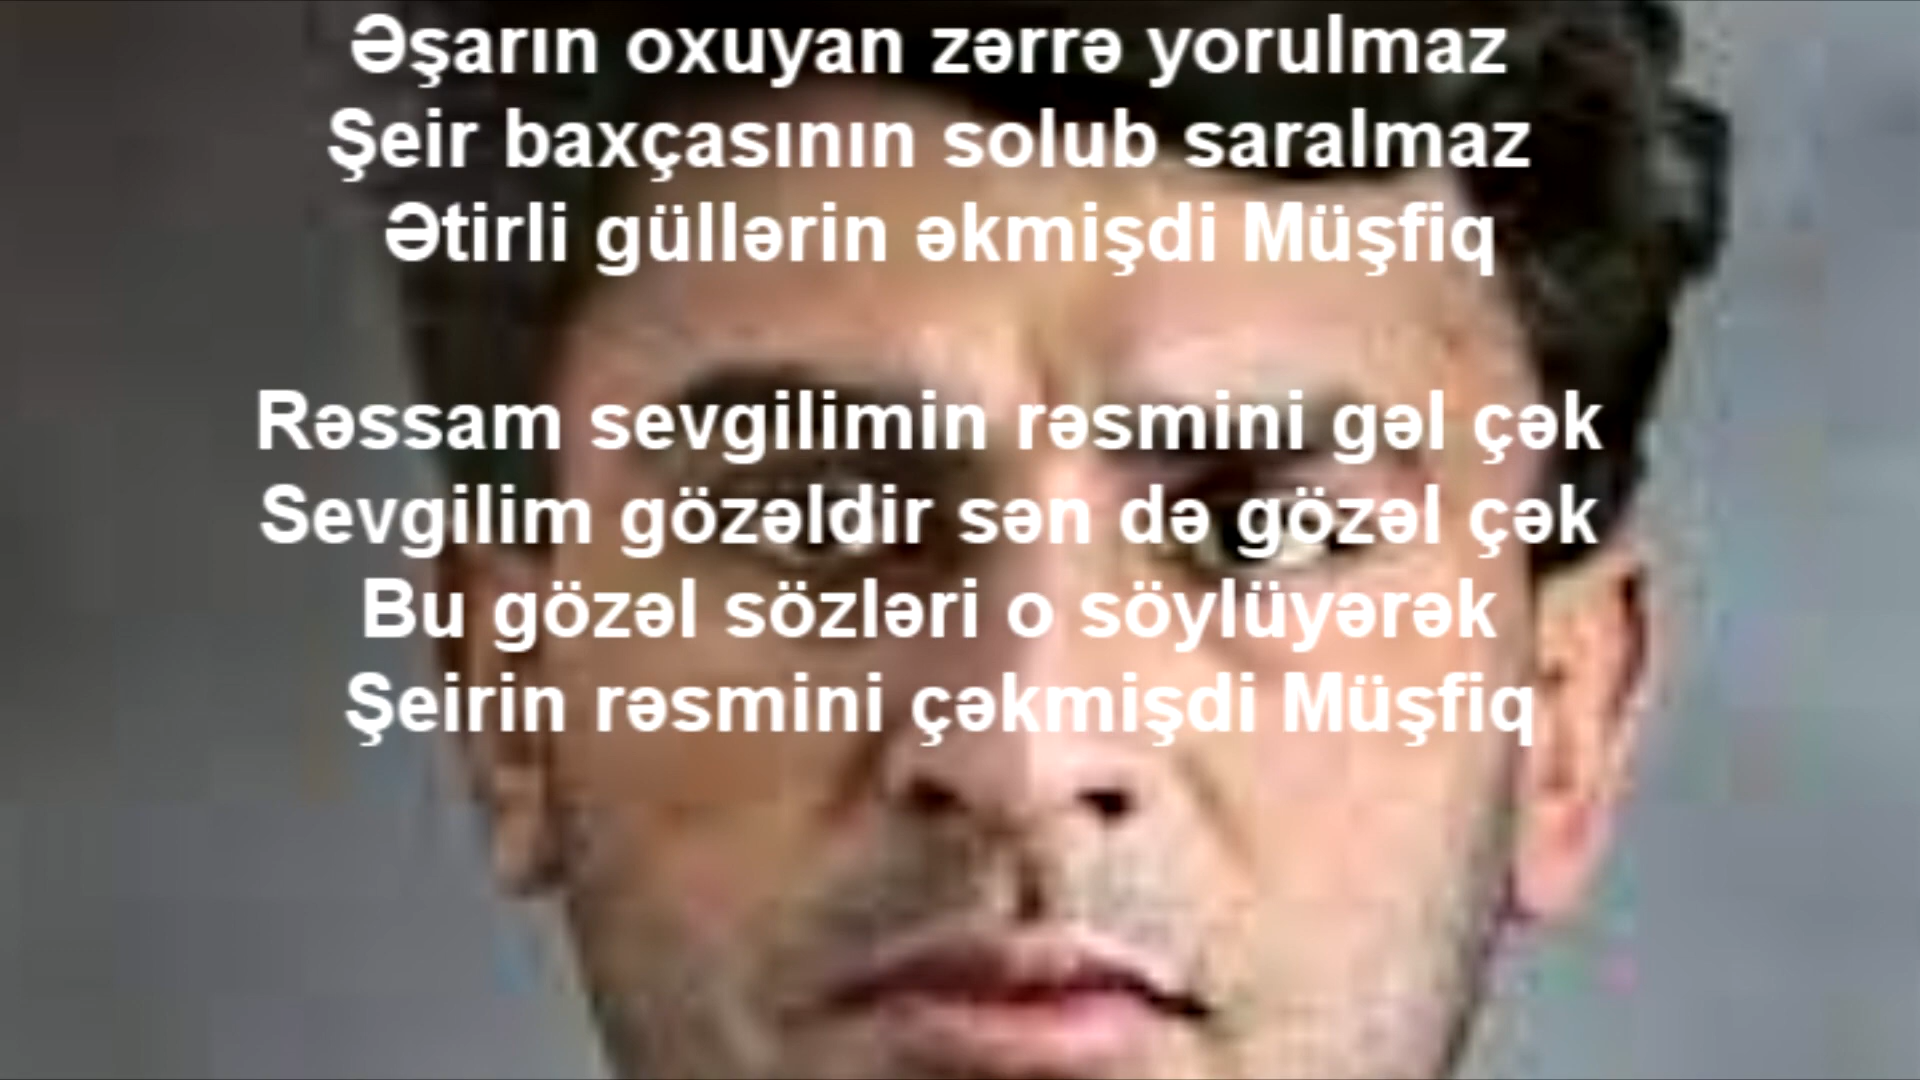 Əşarın oxuyan zərrə yorulmaz
Şeir baxçasının solub saralmaz
Ətirli güllərin əkmişdi Müşfiq
Rəssam sevgilimin rəsmini gəl çək
Sevgilim gözəldir sən də gözəl çək
Bu gözəl sözləri o söylüyərək
Şeirin rəsmini çəkmişdi Müşfiq